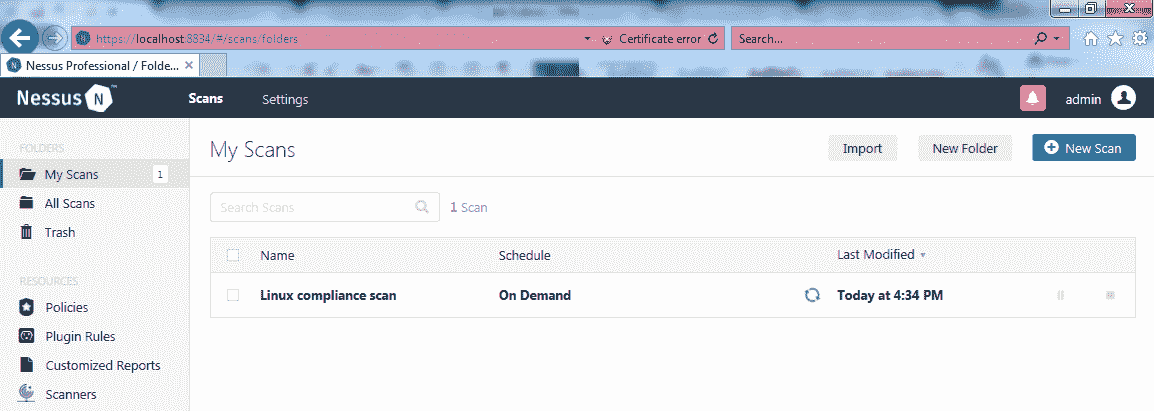 https://localhost:8834/#/scans/folders Certificate error Search...
Nessus Professional / Folde...
Nessus N Scans Settings admin
FOLDERS
My Scans 1
All Scans
Trash
RESOURCES
Policies
Plugin Rules
Customized Reports
Scanners
My Scans Import New Folder New Scan
Search Scans 1 Scan
Name Schedule Last Modified
Linux compliance scan On Demand Today at 4:34 PM